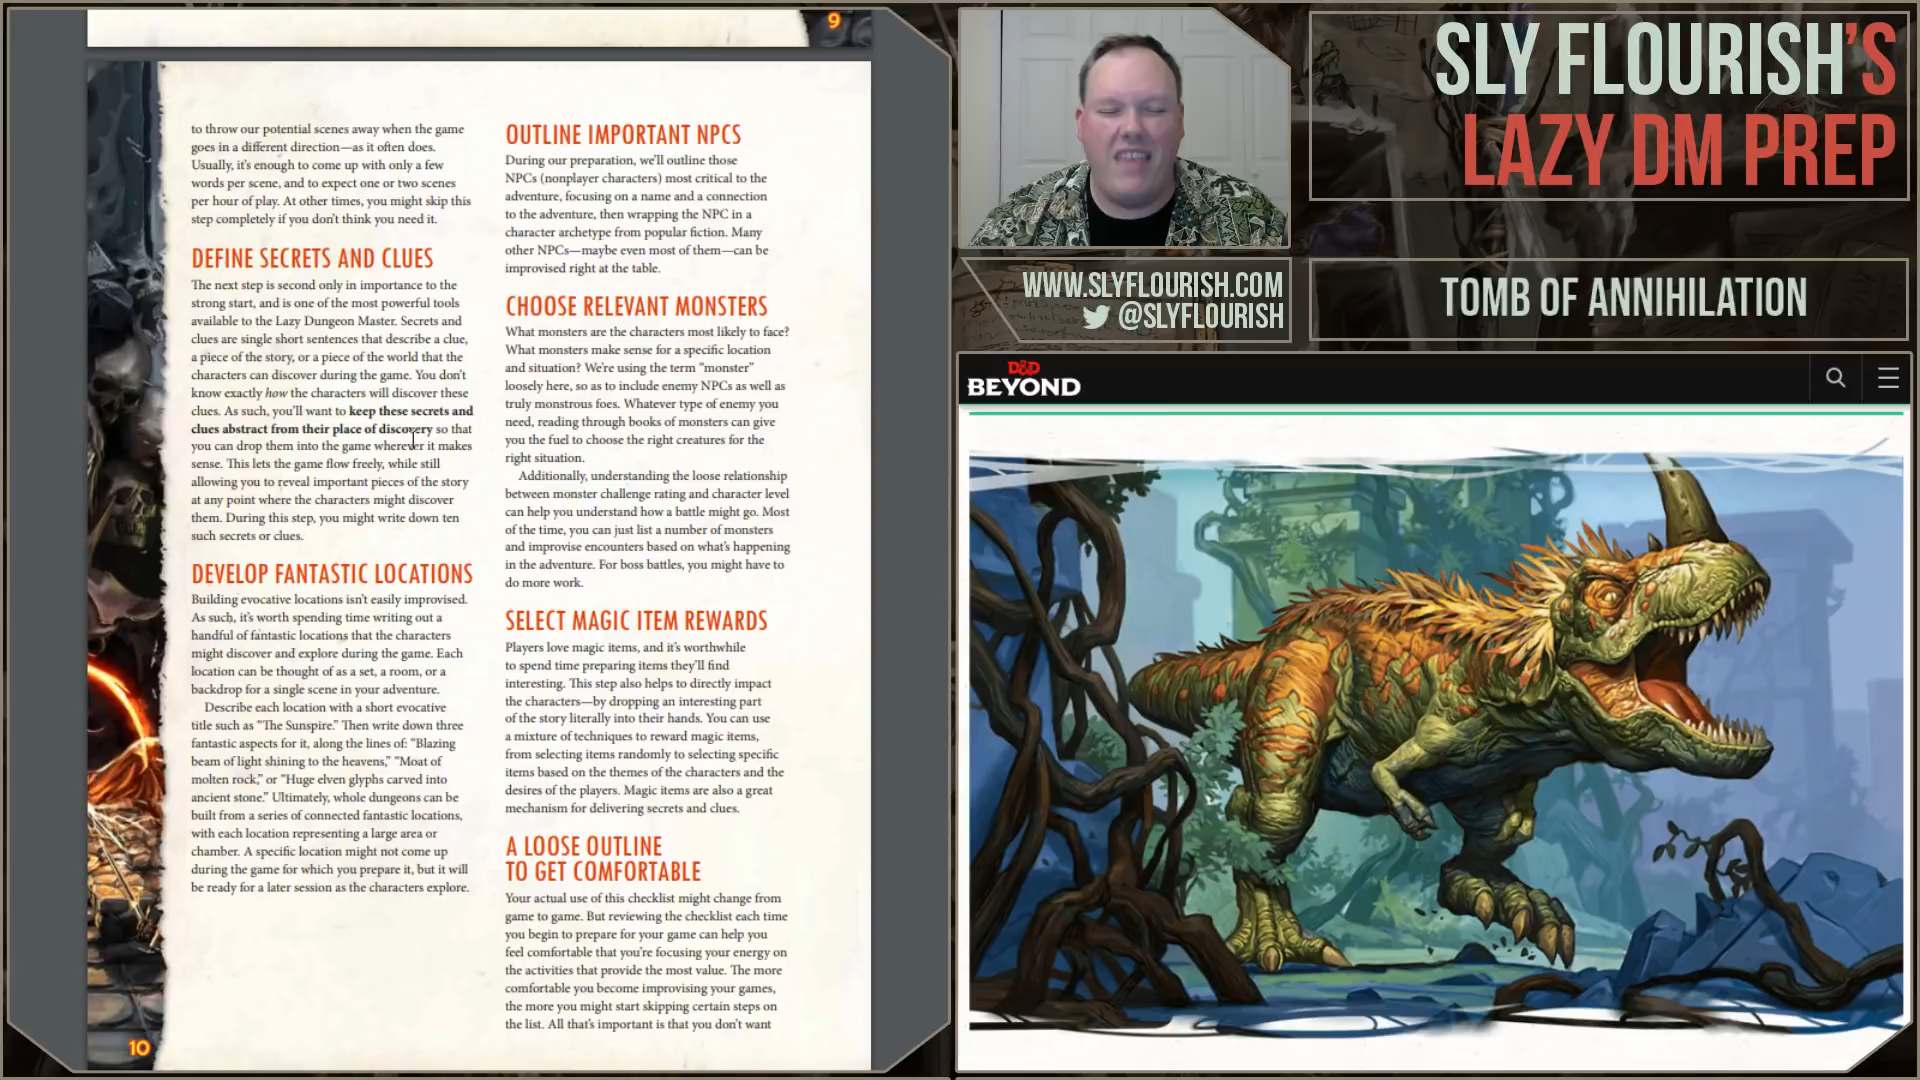 9
to throw our potential scenes away when the game
goes in a different direction—as it often does.
Usually, it's enough to come up with only a few
words per scene, and to expect one or two scenes
per hour of play. At other times, you might skip this
step completely if you don't think you need it.
DEFINE SECRETS AND CLUES
The next step is second only in importance to the
strong start, and is one of the most powerful tools
available to the Lazy Dungeon Master. Secrets and
clues are single short sentences that describe a clue,
a piece of the story, or a piece of the world that the
characters can discover during the game. You don't
know exactly how the characters will discover these
clues. As such, you'll want to keep these secrets and
clues abstract from their place of discovery so that
you can drop them into the game wherever it makes
sense. This lets the game flow freely, while still
allowing you to reveal important pieces of the story
at any point where the characters might discover
them. During this step, you might write down ten
such secrets or clues.
DEVELOP FANTASTIC LOCATIONS
Building evocative locations isn't easily improvised.
As such, it's worth spending time writing out a
handful of fantastic locations that the characters
might discover and explore during the game. Each
location can be thought of as a set, a room, or a
backdrop for a single scene in your adventure.
Describe each location with a short evocative
title such as "The Sunspire." Then write down three
fantastic aspects for it, along the lines of: "Blazing
beam of light shining to the heavens," "Moat of
molten rock," or "Huge elven glyphs carved into
ancient stone." Ultimately, whole dungeons can be
built from a series of connected fantastic locations,
with each location representing a large area or
chamber. A specific location might not come up
during the game for which you prepare it, but it will
be ready for a later session as the characters explore.
10
OUTLINE IMPORTANT NPCS
During our preparation, we'll outline those
NPCs (nonplayer characters) most critical to the
adventure, focusing on a name and a connection
to the adventure, then wrapping the NPC in a
character archetype from popular fiction. Many
other NPCs—maybe even most of them—can be
improvised right at the table.
CHOOSE RELEVANT MONSTERS
What monsters are the characters most likely to face?
What monsters make sense for a specific location
and situation? We're using the term "monster"
loosely here, so as to include enemy NPCs as well as
truly monstrous foes. Whatever type of enemy you
need, reading through books of monsters can give
you the fuel to choose the right creatures for the
right situation.
Additionally, understanding the loose relationship
between monster challenge rating and character level
can help you understand how a battle might go. Most
of the time, you can just list a number of monsters
and improvise encounters based on what's happening
in the adventure. For boss battles, you might have to
do more work.
SELECT MAGIC ITEM REWARDS
Players love magic items, and it's worthwhile
to spend time preparing items they'll find
interesting. This step also helps to directly impact
the characters—by dropping an interesting part
of the story literally into their hands. You can use
a mixture of techniques to reward magic items,
from selecting items randomly to selecting specific
items based on the themes of the characters and the
desires of the players. Magic items are also a great
mechanism for delivering secrets and clues.
A LOOSE OUTLINE
TO GET COMFORTABLE
Your actual use of this checklist might change from
game to game. But reviewing the checklist each time
you begin to prepare for your game can help you
feel comfortable that you're focusing your energy on
the activities that provide the most value. The more
comfortable you become improvising your games,
the more you might start skipping certain steps on
the list. All that's important is that you don't want
SLY FLOURISH'S
LAZY DM PREP
WWW.SLYFLOURISH.COM
@SLYFLOURISH
TOMB OF ANNIHILATION
D&D
BEYOND